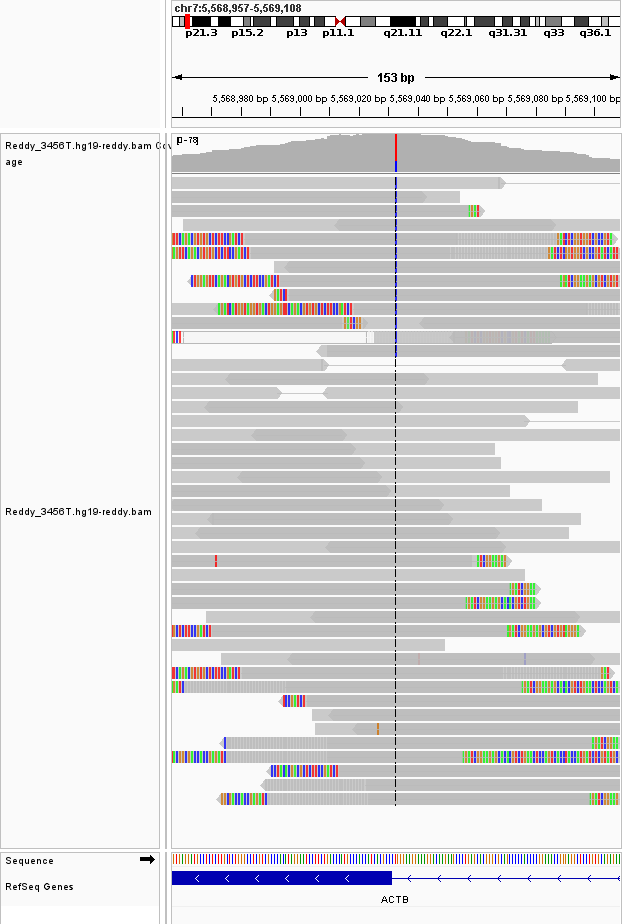 chr7:5,568,957-5,569,108
p21.3 p15.2 p13 p11.1 q21.11 q22.1 q31.31 q33 q36.1
153 bp
5,568,980 bp 5,569,000 bp 5,569,020 bp 5,569,040 bp 5,569,060 bp 5,569,080 bp 5,569,100 bp
Reddy_3456T.hg19-reddy.bam Cov
age
[0-78]
Reddy_3456T.hg19-reddy.bam
Sequence
RefSeq Genes
ACTB